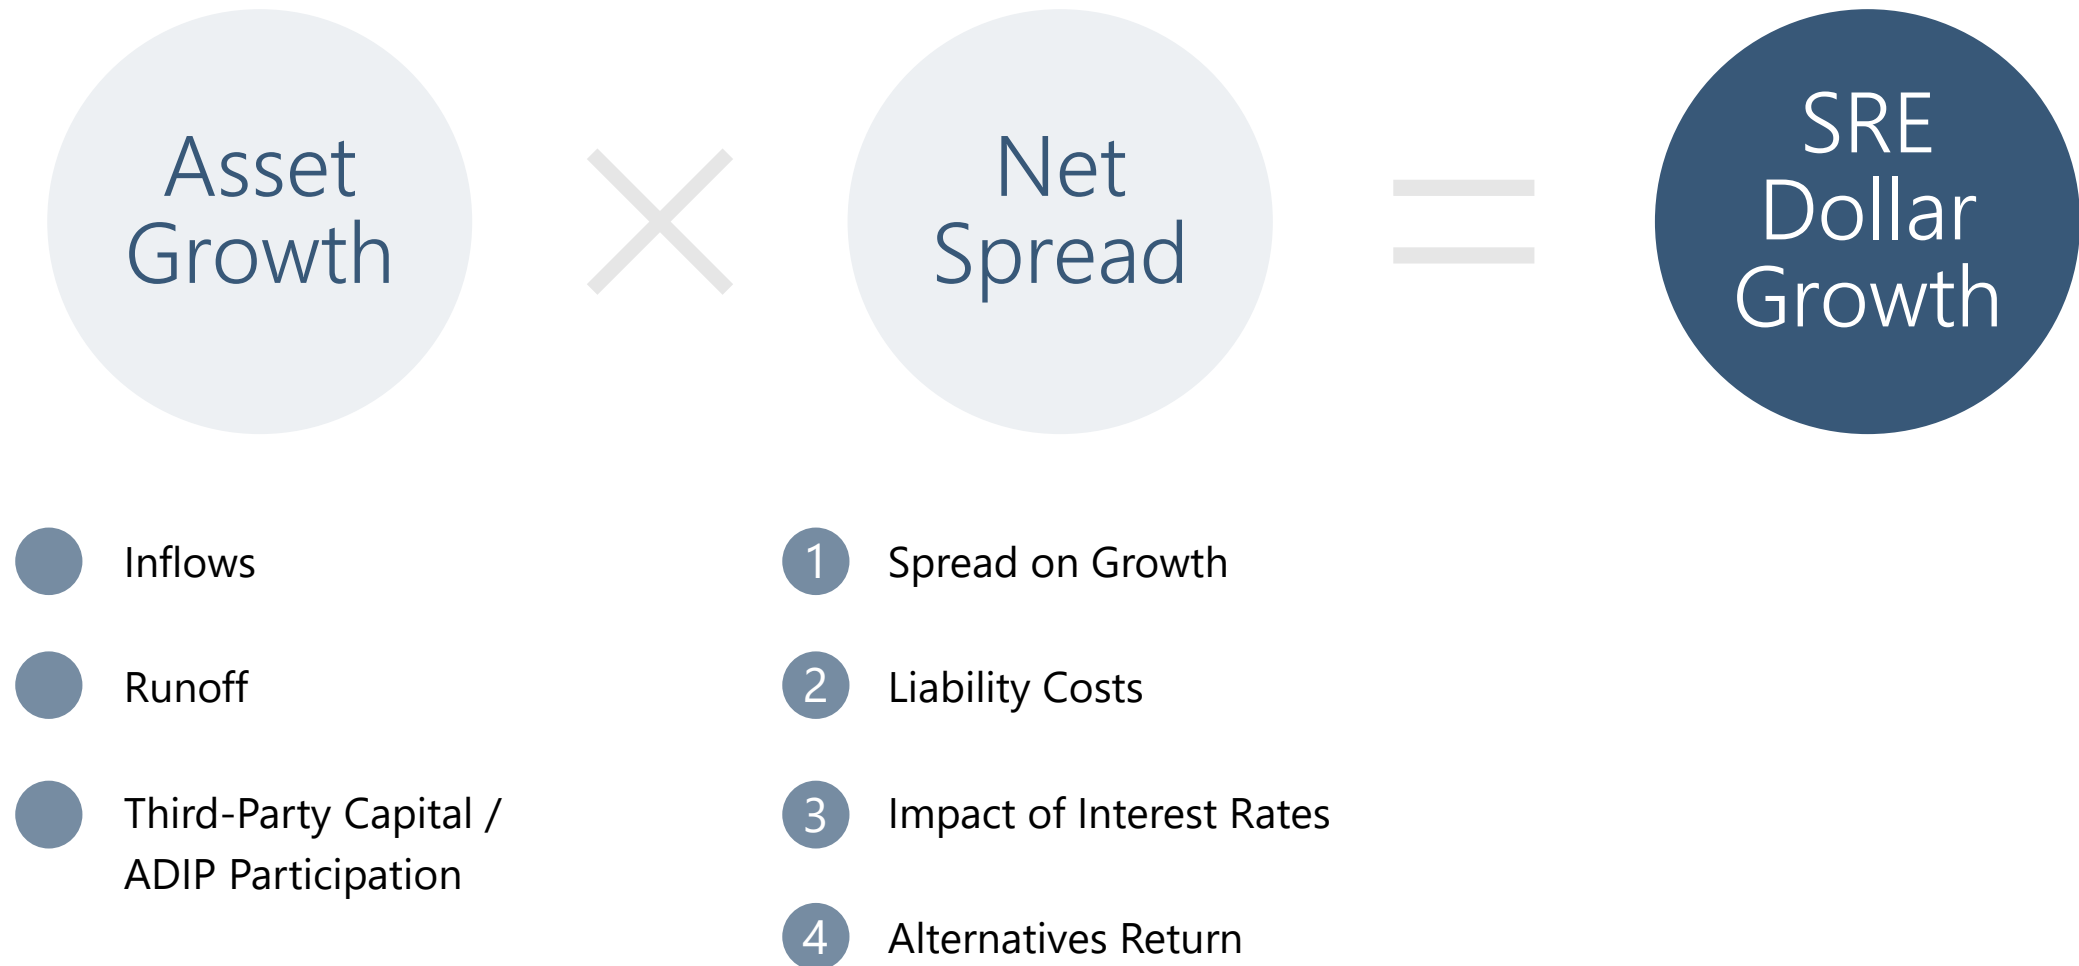 Asset
Growth
Net
Spread
SRE
Dollar
Growth
Inflows
Runoff
Third-Party Capital /
ADIP Participation
1 Spread on Growth
2 Liability Costs
3 Impact of Interest Rates
4 Alternatives Return